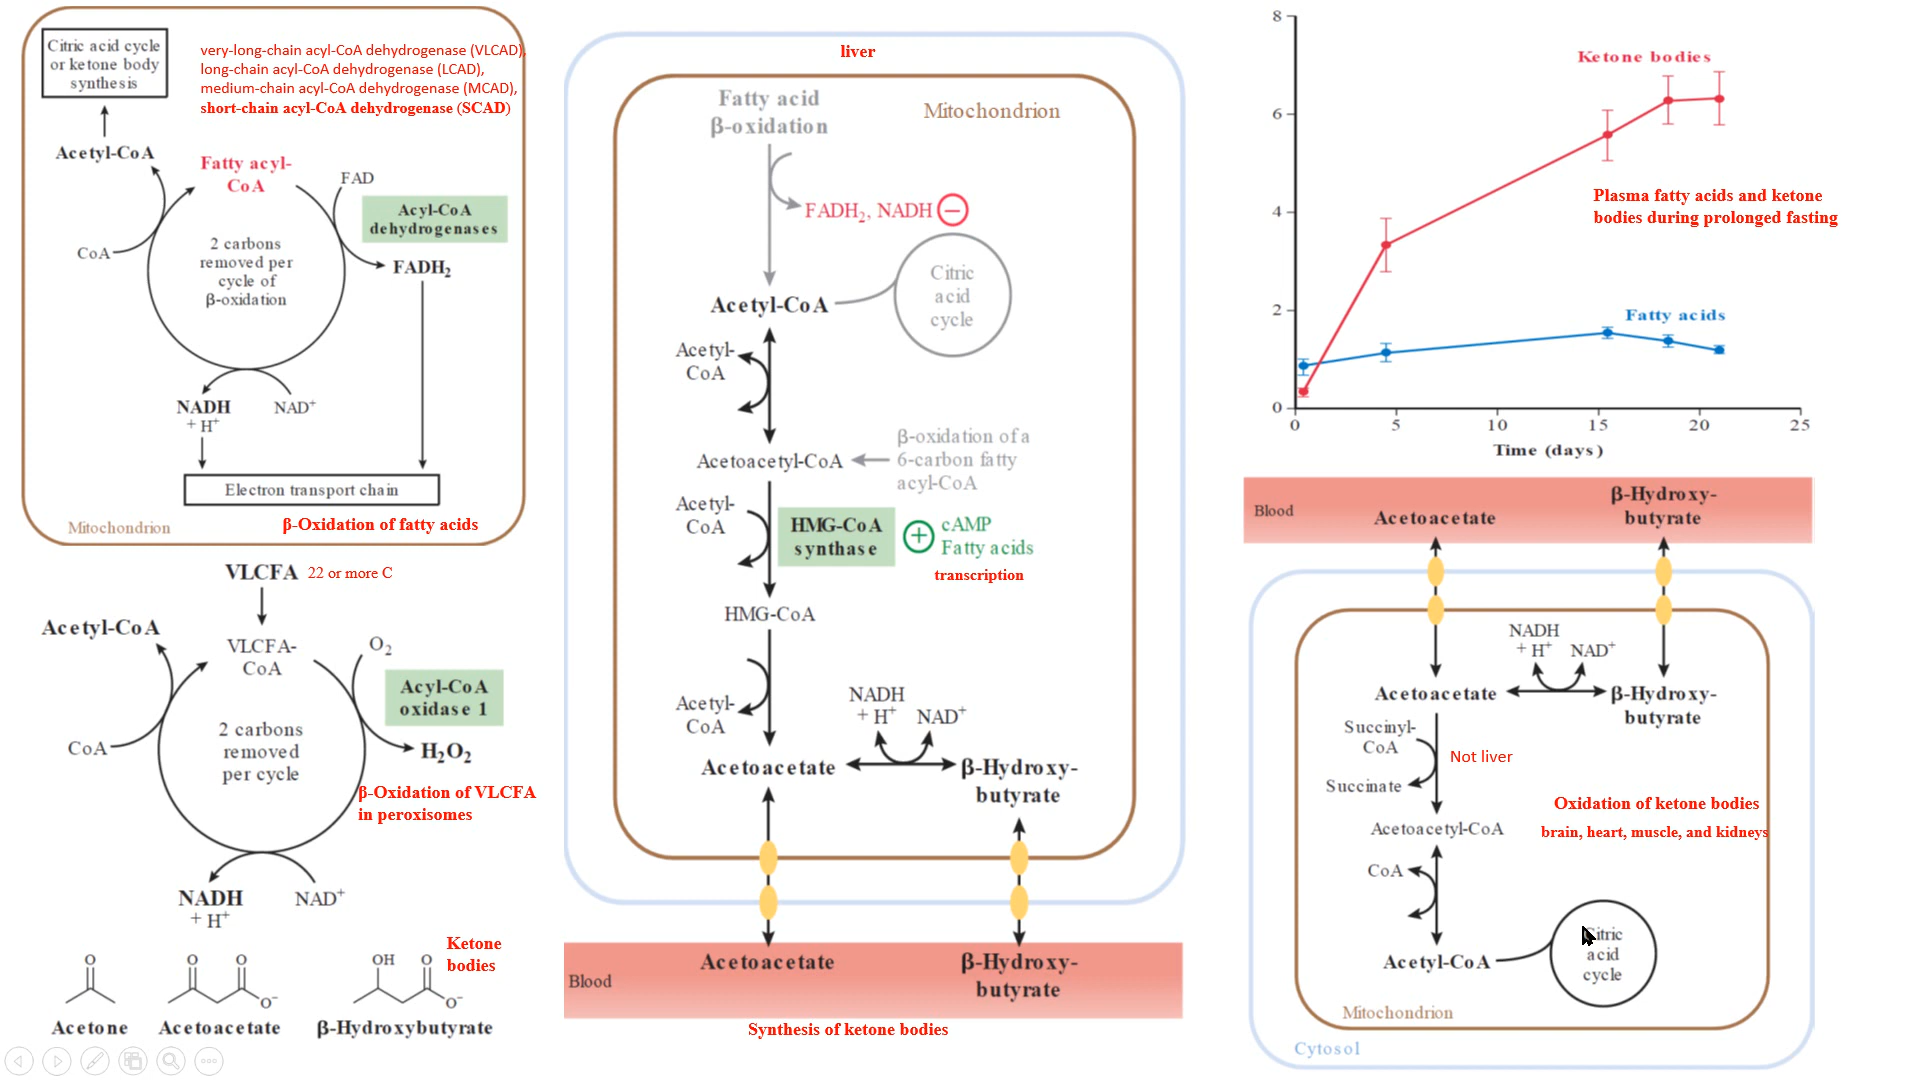 Citric acid cycle
or ketone body
synthesis
very-long-chain acyl-CoA dehydrogenase (VLCAD),
long-chain acyl-CoA dehydrogenase (LCAD),
medium-chain acyl-CoA dehydrogenase (MCAD),
short-chain acyl-CoA dehydrogenase (SCAD)
Acetyl-CoA
Fatty acyl-
CoA
FAD
Acyl-CoA
dehydrogenases
CoA
2 carbons
removed per
cycle of
β-oxidation
FADH₂
NADH
+ H⁺
NAD⁺
Electron transport chain
Mitochondrion
β-Oxidation of fatty acids
VLCFA 22 or more C
Acetyl-CoA
VLCFA-
CoA
O₂
Acyl-CoA
oxidase 1
CoA
2 carbons
removed
per cycle
H₂O₂
β-Oxidation of VLCFA
in peroxisomes
NADH
+ H⁺
NAD⁺
Ketone
bodies
O
O O
O⁻
OH O
O⁻
Acetone
Acetoacetate
β-Hydroxybutyrate
liver
Fatty acid
β-oxidation
Mitochondrion
FADH₂, NADH −
Citric
acid
cycle
Acetyl-CoA
Acetyl-
CoA
Acetoacetyl-CoA
β-oxidation of a
6-carbon fatty
acyl-CoA
Acetyl-
CoA
HMG-CoA
synthase
+ cAMP
Fatty acids
transcription
HMG-CoA
Acetyl-
CoA
NADH
+ H⁺
NAD⁺
Acetoacetate
β-Hydroxy-
butyrate
Blood
Acetoacetate
β-Hydroxy-
butyrate
Synthesis of ketone bodies
8
6
4
2
0
Ketone bodies
Plasma fatty acids and ketone
bodies during prolonged fasting
Fatty acids
0 5 10 15 20 25
Time (days)
Blood
Acetoacetate
β-Hydroxy-
butyrate
NADH
+ H⁺
NAD⁺
Acetoacetate
β-Hydroxy-
butyrate
Succinyl-
CoA
Not liver
Succinate
Oxidation of ketone bodies
brain, heart, muscle, and kidneys
Acetoacetyl-CoA
CoA
Acetyl-CoA
Citric
acid
cycle
Mitochondrion
Cytosol